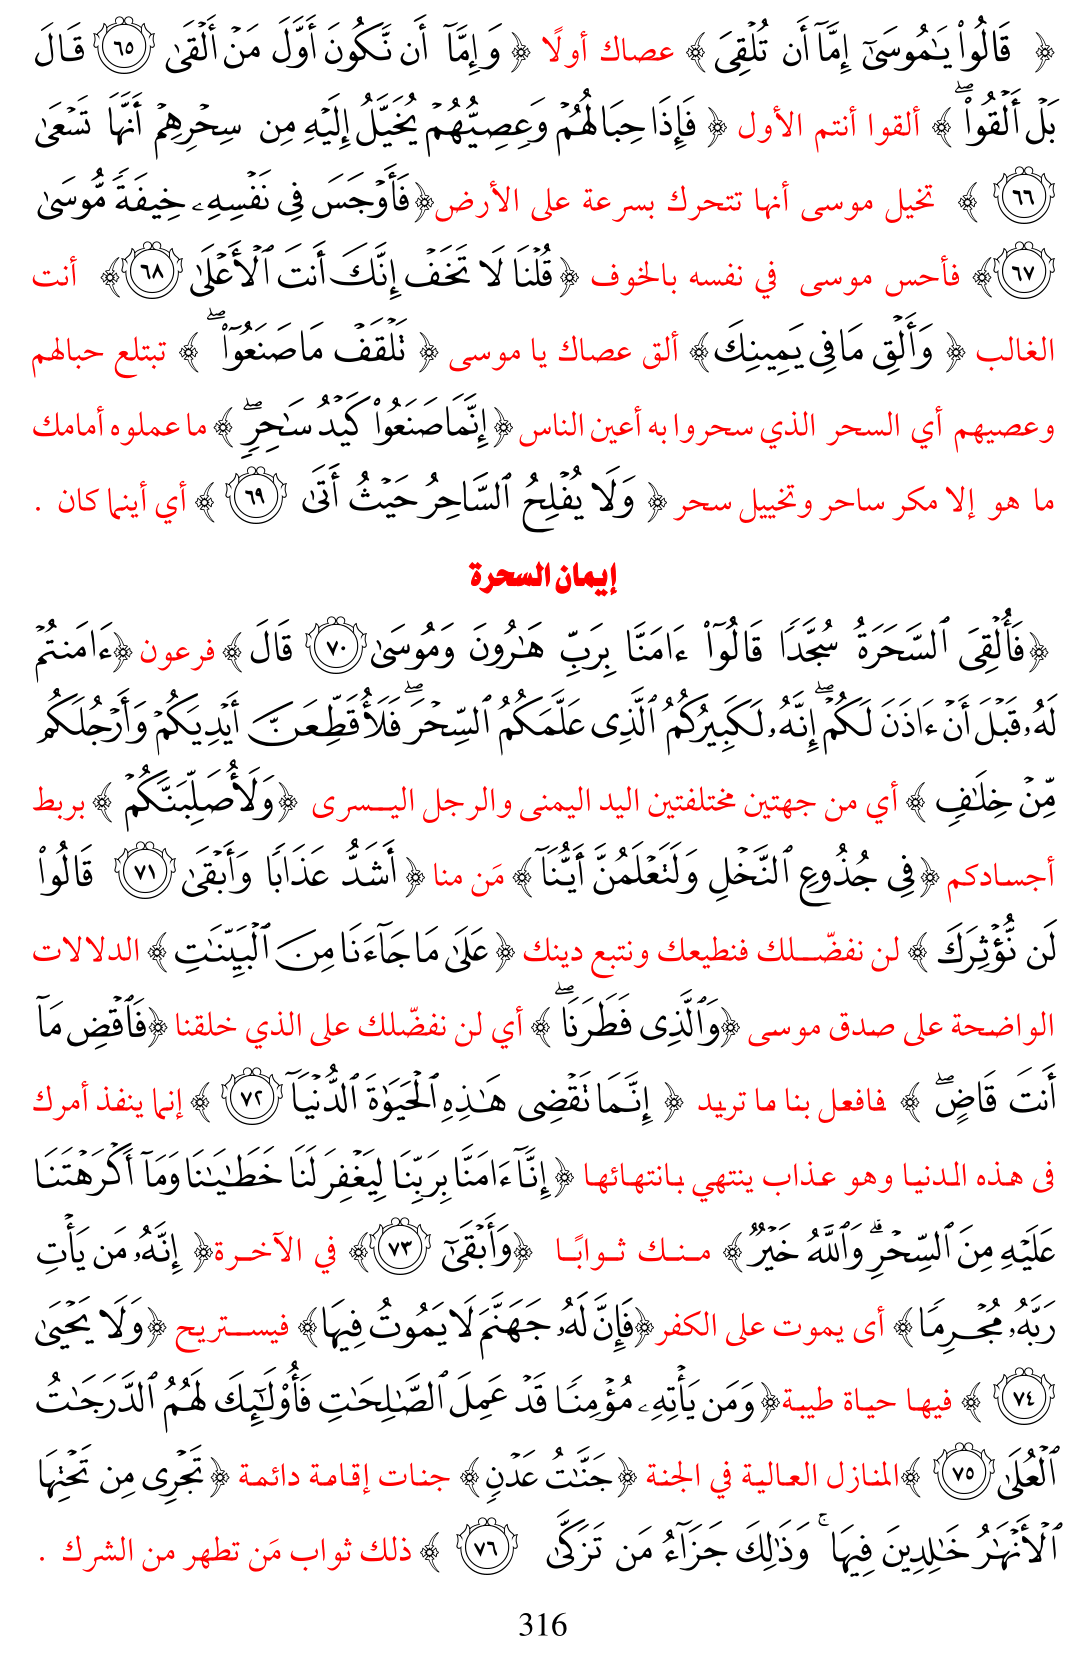 ﴿ قَالُوا۟ يَـٰمُوسَىٰٓ إِمَّآ أَن تُلْقِىَ ﴾ عصاك أولًا ﴿ وَإِمَّآ أَن نَّكُونَ أَوَّلَ مَنْ أَلْقَىٰ ٦٥ قَالَ
بَلْ أَلْقُوا۟ ۖ ﴾ ألقوا أنتم الأول ﴿ فَإِذَا حِبَالُهُمْ وَعِصِيُّهُمْ يُخَيَّلُ إِلَيْهِ مِن سِحْرِهِمْ أَنَّهَا تَسْعَىٰ
٦٦ ﴾ تخيل موسى أنها تتحرك بسرعة على الأرض ﴿ فَأَوْجَسَ فِى نَفْسِهِۦ خِيفَةً مُّوسَىٰ
٦٧ ﴾ فأحس موسى في نفسه بالخوف ﴿ قُلْنَا لَا تَخَفْ إِنَّكَ أَنتَ ٱلْأَعْلَىٰ ٦٨ ﴾ أنت
الغالب ﴿ وَأَلْقِ مَا فِى يَمِينِكَ ﴾ ألق عصاك يا موسى ﴿ تَلْقَفْ مَا صَنَعُوٓا۟ ۖ ﴾ تبتلع حبالهم
وعصيهم أي السحر الذي سحروا به أعين الناس ﴿ إِنَّمَا صَنَعُوا۟ كَيْدُ سَـٰحِرٍ ۖ ﴾ ما عملوه أمامك
ما هو إلا مكر ساحر وتخييل سحر ﴿ وَلَا يُفْلِحُ ٱلسَّاحِرُ حَيْثُ أَتَىٰ ٦٩ ﴾ أي أينما كان .
إيمان السحرة
﴿ فَأُلْقِىَ ٱلسَّحَرَةُ سُجَّدًا قَالُوٓا۟ ءَامَنَّا بِرَبِّ هَـٰرُونَ وَمُوسَىٰ ٧٠ قَالَ ﴾ فرعون ﴿ ءَامَنتُمْ
لَهُۥ قَبْلَ أَنْ ءَاذَنَ لَكُمْ ۖ إِنَّهُۥ لَكَبِيرُكُمُ ٱلَّذِى عَلَّمَكُمُ ٱلسِّحْرَ ۖ فَلَأُقَطِّعَنَّ أَيْدِيَكُمْ وَأَرْجُلَكُم
مِّنْ خِلَـٰفٍ ﴾ أي من جهتين مختلفتين اليد اليمنى والرجل اليـسرى ﴿ وَلَأُصَلِّبَنَّكُمْ ﴾ بربط
أجسادكم ﴿ فِى جُذُوعِ ٱلنَّخْلِ وَلَتَعْلَمُنَّ أَيُّنَآ ﴾ مَن منا ﴿ أَشَدُّ عَذَابًا وَأَبْقَىٰ ٧١ قَالُوا۟
لَن نُّؤْثِرَكَ ﴾ لن نفضّـلك فنطيعك ونتبع دينك ﴿ عَلَىٰ مَا جَآءَنَا مِنَ ٱلْبَيِّنَـٰتِ ﴾ الدلالات
الواضحة على صدق موسى ﴿ وَٱلَّذِى فَطَرَنَا ۖ ﴾ أي لن نفضّلك على الذي خلقنا ﴿ فَٱقْضِ مَآ
أَنتَ قَاضٍ ۖ ﴾ فافعل بنا ما تريد ﴿ إِنَّمَا تَقْضِى هَـٰذِهِ ٱلْحَيَوٰةَ ٱلدُّنْيَآ ٧٢ ﴾ إنما ينفذ أمرك
فى هذه الدنيا وهو عذاب ينتهي بانتهائها ﴿ إِنَّآ ءَامَنَّا بِرَبِّنَا لِيَغْفِرَ لَنَا خَطَـٰيَـٰنَا وَمَآ أَكْرَهْتَنَا
عَلَيْهِ مِنَ ٱلسِّحْرِ ۗ وَٱللَّهُ خَيْرٌ ﴾ مـنـك ثـوابًـا ﴿ وَأَبْقَىٰٓ ٧٣ ﴾ في الآخـرة ﴿ إِنَّهُۥ مَن يَأْتِ
رَبَّهُۥ مُجْرِمًا ﴾ أى يموت على الكفر ﴿ فَإِنَّ لَهُۥ جَهَنَّمَ لَا يَمُوتُ فِيهَا ﴾ فيسـتريح ﴿ وَلَا يَحْيَىٰ
٧٤ ﴾ فيها حياة طيبة ﴿ وَمَن يَأْتِهِۦ مُؤْمِنًا قَدْ عَمِلَ ٱلصَّـٰلِحَـٰتِ فَأُو۟لَـٰٓئِكَ لَهُمُ ٱلدَّرَجَـٰتُ
ٱلْعُلَىٰ ٧٥ ﴾ المنازل العالية في الجنة ﴿ جَنَّـٰتُ عَدْنٍ ﴾ جنات إقامة دائمة ﴿ تَجْرِى مِن تَحْتِهَا
ٱلْأَنْهَـٰرُ خَـٰلِدِينَ فِيهَا ۚ وَذَٰلِكَ جَزَآءُ مَن تَزَكَّىٰ ٧٦ ﴾ ذلك ثواب مَن تطهر من الشرك .
316